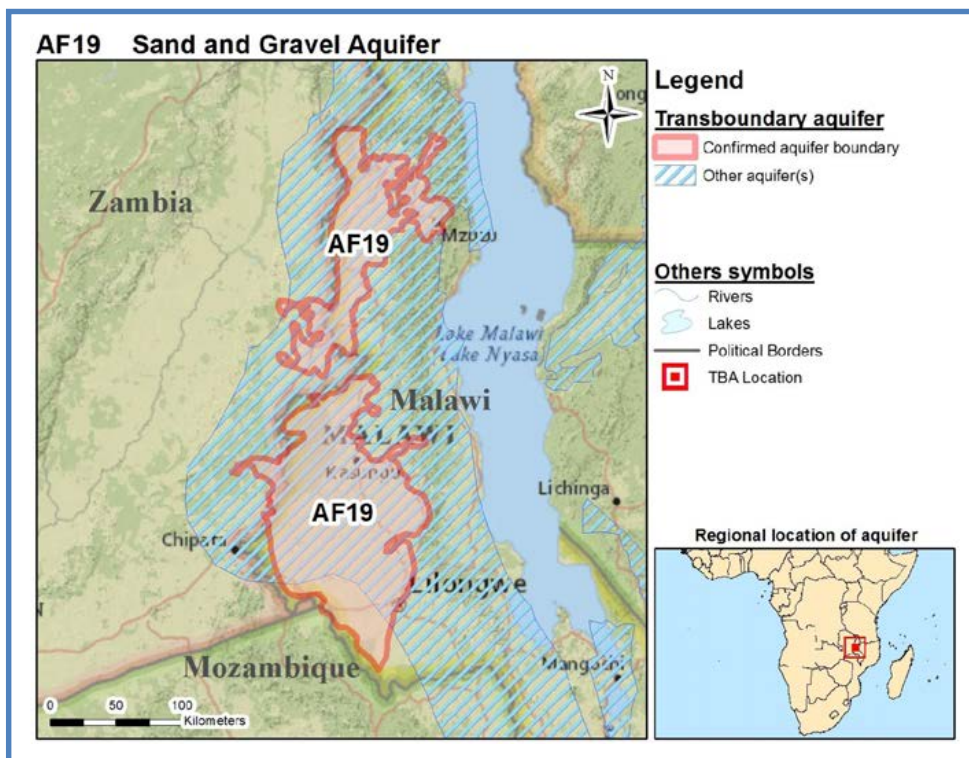 AF19 Sand and Gravel Aquifer
N
Legend
Transboundary aquifer
Confirmed aquifer boundary
Other aquifer(s)
Zambia
AF19
Mzuzu
Others symbols
Rivers
Lakes
Political Borders
TBA Location
Lake Malawi
Lake Nyasa
Malawi
MALAWI
Kasungu
Lichinga
AF19
Chipata
Lilongwe
Regional location of aquifer
Mozambique
0 50 100
Kilometers